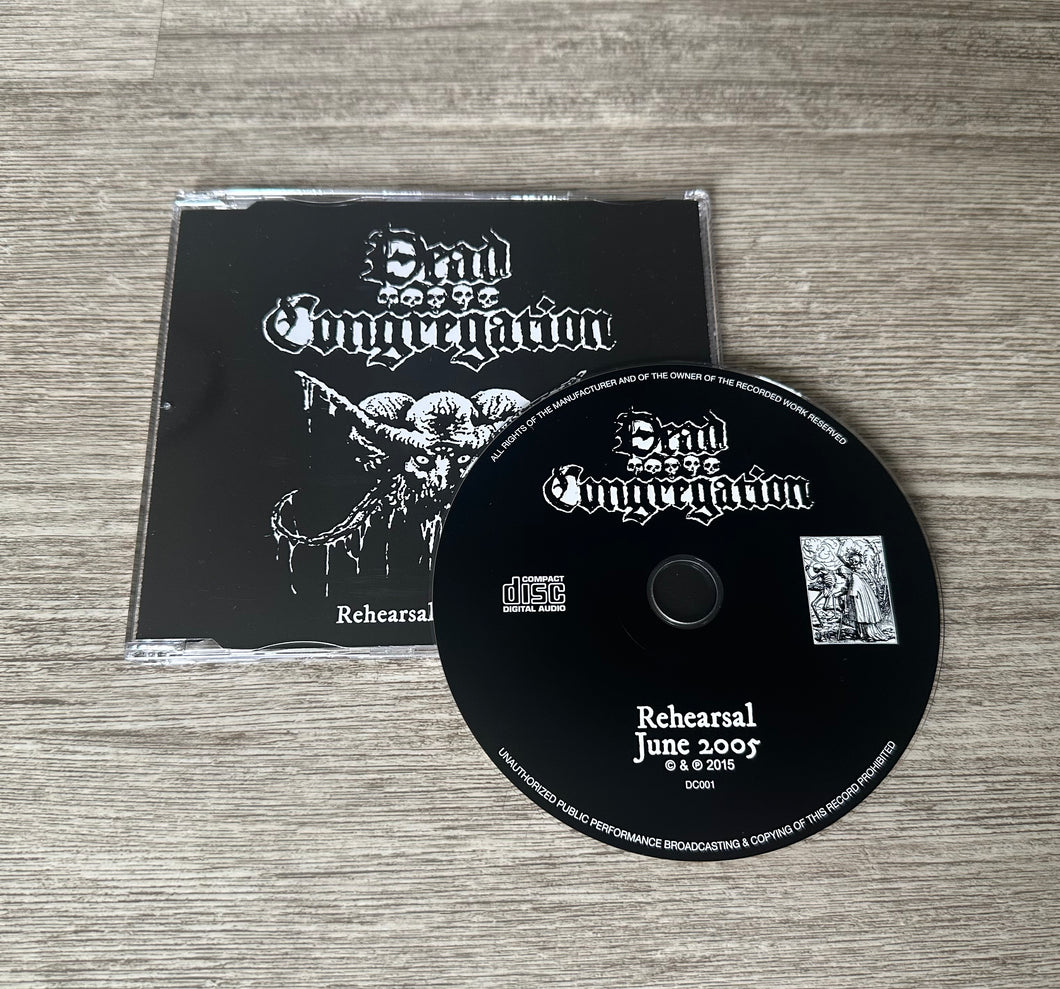 Dead
Congregation
Rehearsal
ALL RIGHTS OF THE MANUFACTURER AND OF THE OWNER OF THE RECORDED WORK RESERVED
Dead
Congregation
COMPACT
disc
DIGITAL AUDIO
Rehearsal
June 2005
© & ℗ 2015
DC001
UNAUTHORIZED PUBLIC PERFORMANCE BROADCASTING & COPYING OF THIS RECORD PROHIBITED